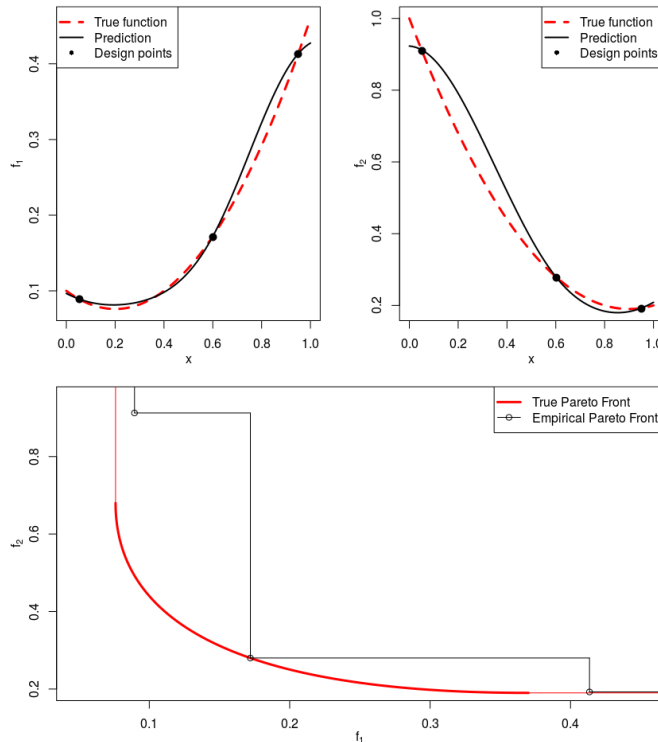 True function
Prediction
Design points
f1
0.1 0.2 0.3 0.4
0.0 0.2 0.4 0.6 0.8 1.0
x
True function
Prediction
Design points
f2
0.2 0.4 0.6 0.8 1.0
0.0 0.2 0.4 0.6 0.8 1.0
x
True Pareto Front
Empirical Pareto Front
f2
0.2 0.4 0.6 0.8
0.1 0.2 0.3 0.4
f1